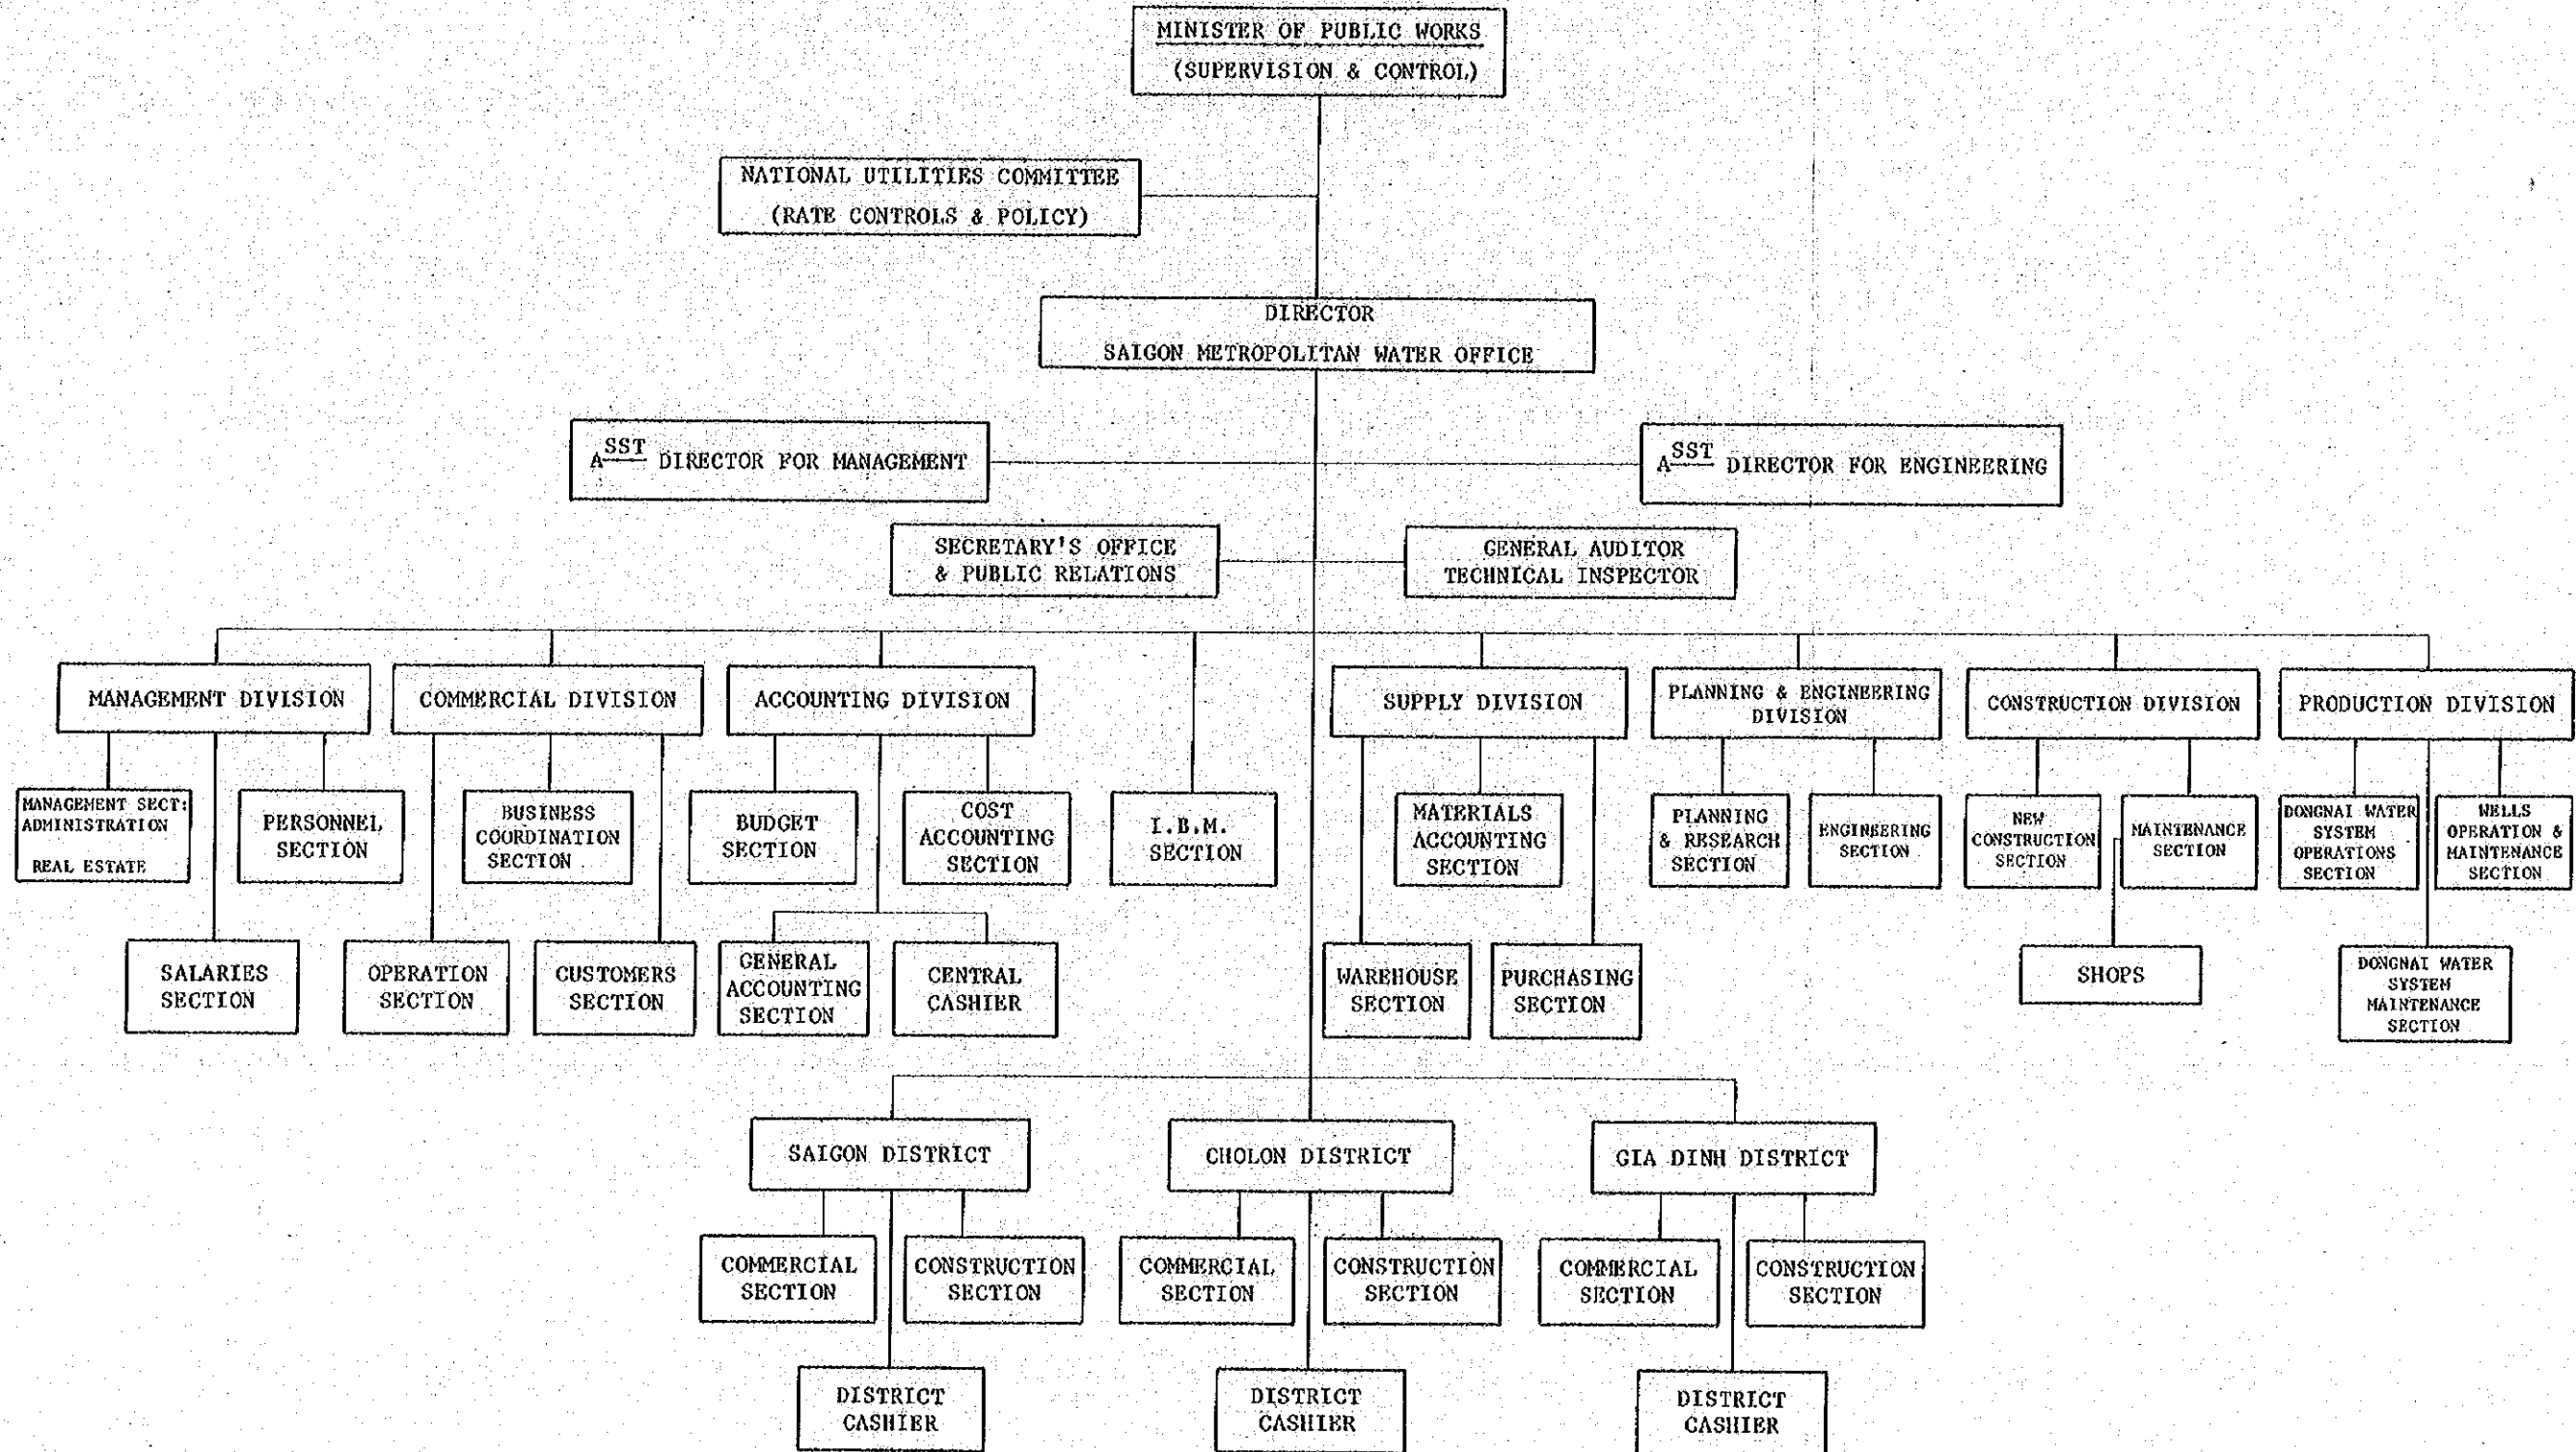 MINISTER OF PUBLIC WORKS
(SUPERVISION & CONTROL)
NATIONAL UTILITIES COMMITTEE
(RATE CONTROLS & POLICY)
DIRECTOR
SAIGON METROPOLITAN WATER OFFICE
ASST DIRECTOR FOR MANAGEMENT
ASST DIRECTOR FOR ENGINEERING
SECRETARY'S OFFICE
& PUBLIC RELATIONS
GENERAL AUDITOR
TECHNICAL INSPECTOR
MANAGEMENT DIVISION
COMMERCIAL DIVISION
ACCOUNTING DIVISION
SUPPLY DIVISION
PLANNING & ENGINEERING
DIVISION
CONSTRUCTION DIVISION
PRODUCTION DIVISION
MANAGEMENT SECT:
ADMINISTRATION
REAL ESTATE
PERSONNEL
SECTION
BUSINESS
COORDINATION
SECTION
BUDGET
SECTION
COST
ACCOUNTING
SECTION
I.B.M.
SECTION
MATERIALS
ACCOUNTING
SECTION
PLANNING
& RESEARCH
SECTION
ENGINEERING
SECTION
NEW
CONSTRUCTION
SECTION
MAINTENANCE
SECTION
DONGNAI WATER
SYSTEM
OPERATIONS
SECTION
WELLS
OPERATION &
MAINTENANCE
SECTION
SALARIES
SECTION
OPERATION
SECTION
CUSTOMERS
SECTION
GENERAL
ACCOUNTING
SECTION
CENTRAL
CASHIER
WAREHOUSE
SECTION
PURCHASING
SECTION
SHOPS
DONGNAI WATER
SYSTEM
MAINTENANCE
SECTION
SAIGON DISTRICT
CHOLON DISTRICT
GIA DINH DISTRICT
COMMERCIAL
SECTION
CONSTRUCTION
SECTION
COMMERCIAL
SECTION
CONSTRUCTION
SECTION
COMMERCIAL
SECTION
CONSTRUCTION
SECTION
DISTRICT
CASHIER
DISTRICT
CASHIER
DISTRICT
CASHIER